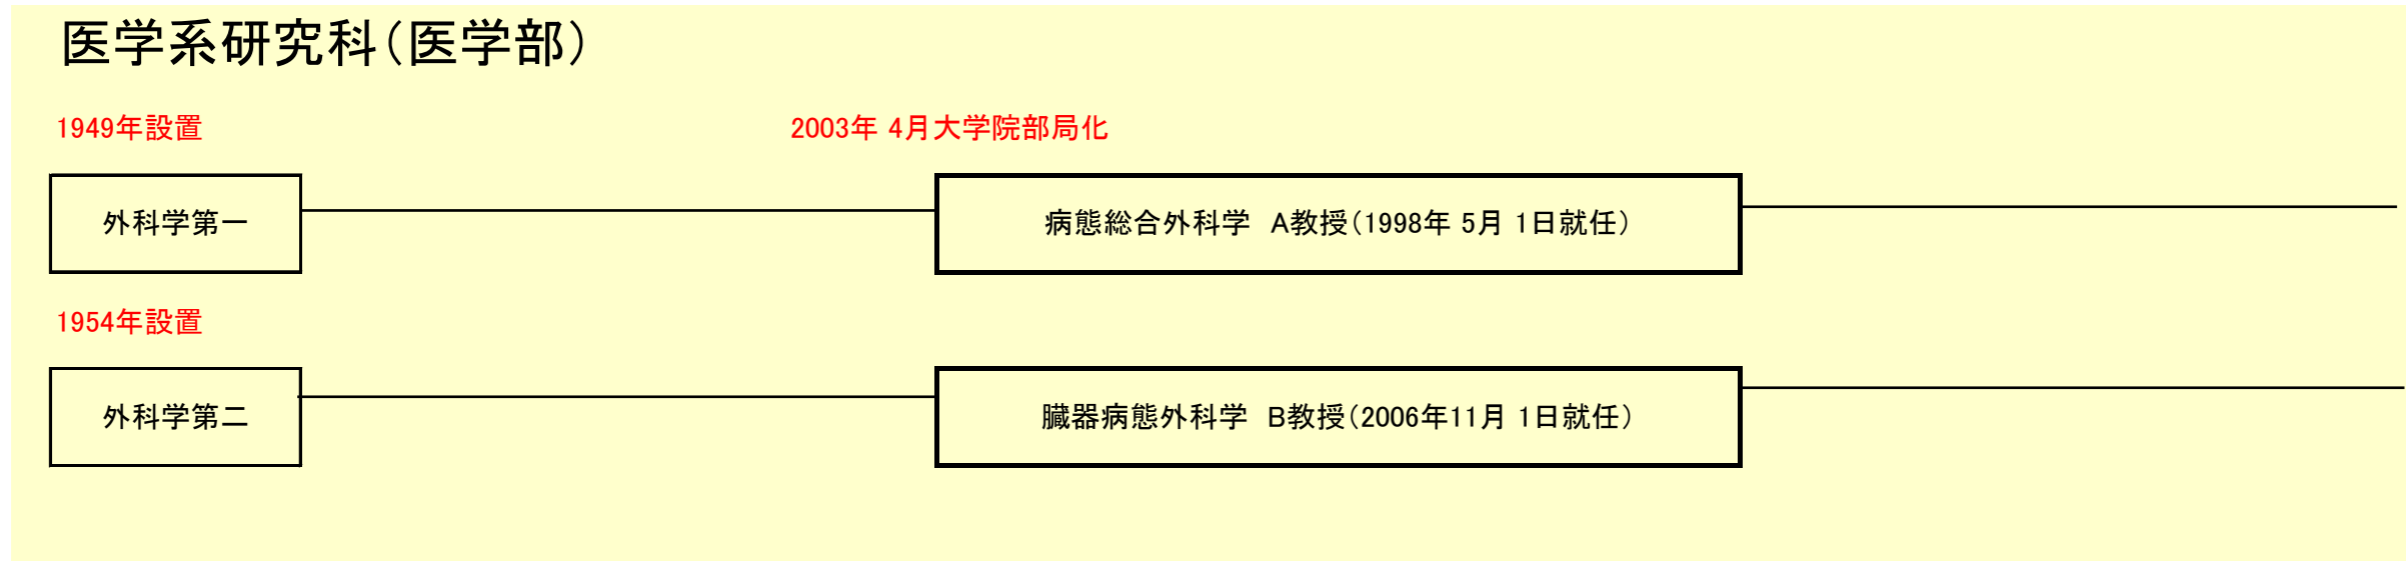 医学系研究科（医学部）
1949年設置
2003年 4月大学院部局化
外科学第一
病態総合外科学　A教授（1998年 5月 1日就任）
1954年設置
外科学第二
臓器病態外科学　B教授（2006年11月 1日就任）